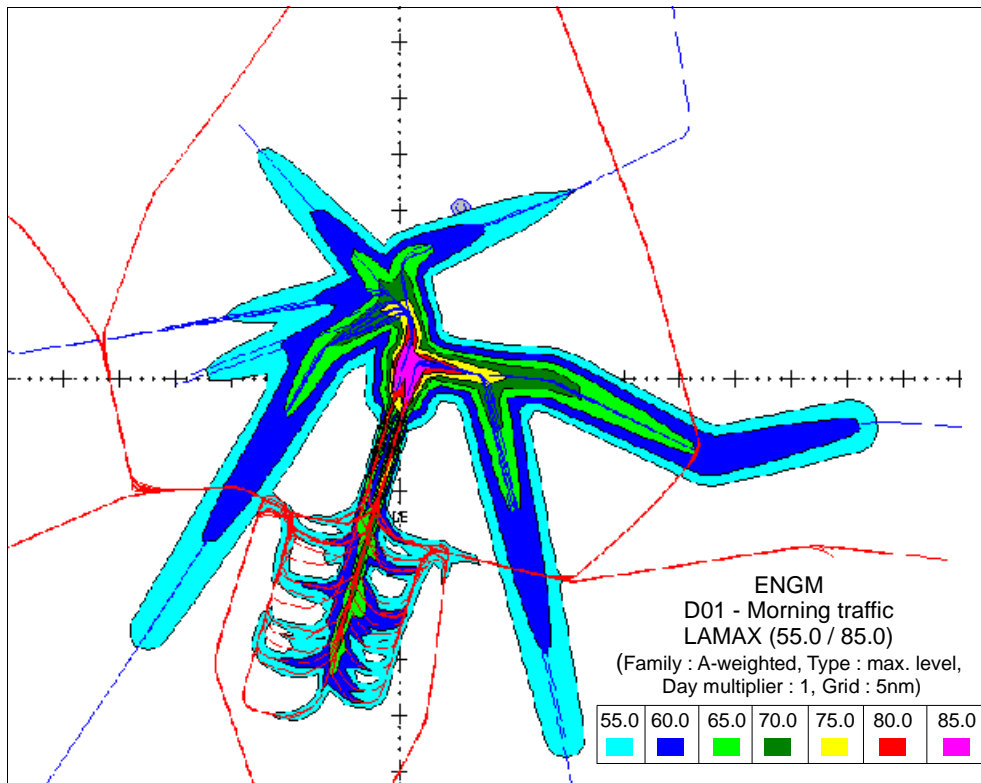 ENGM
D01 - Morning traffic
LAMAX (55.0 / 85.0)
(Family : A-weighted, Type : max. level,
Day multiplier : 1, Grid : 5nm)
55.0 60.0 65.0 70.0 75.0 80.0 85.0